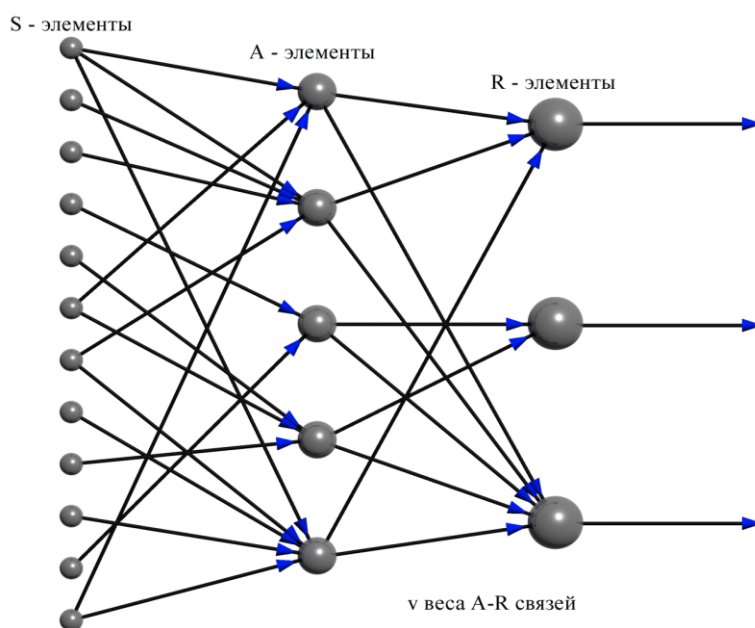 S - элементы
A - элементы
R - элементы
v веса A-R связей